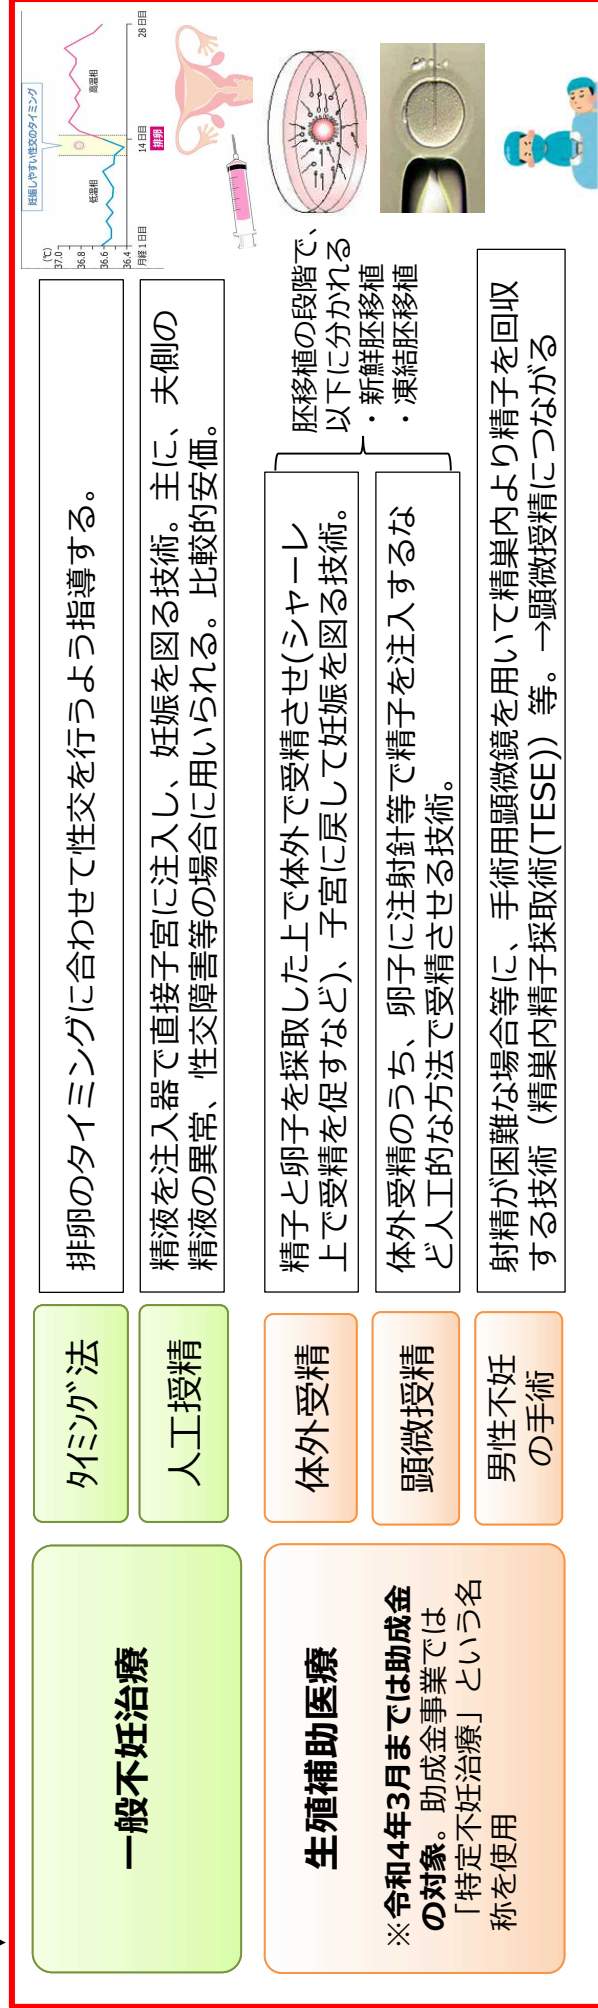 一般不妊治療
タイミング法
排卵のタイミングに合わせて性交を行うよう指導する。
妊娠しやすい性交のタイミング
(℃)
37.0
36.8
36.6
36.4
低温相
高温相
月経1日目
14日目
28日目
排卵
人工授精
精液を注入器で直接子宮に注入し、妊娠を図る技術。主に、夫側の
精液の異常、性交障害等の場合に用いられる。比較的安価。
生殖補助医療
※令和4年3月までは助成金
の対象。助成金事業では
「特定不妊治療」という名
称を使用
体外受精
精子と卵子を採取した上で体外で受精させ(シャーレ
上で受精を促すなど)、子宮に戻して妊娠を図る技術。
顕微授精
体外受精のうち、卵子に注射針等で精子を注入するな
ど人工的な方法で受精させる技術。
胚移植の段階で、
以下に分かれる
・新鮮胚移植
・凍結胚移植
男性不妊
の手術
射精が困難な場合等に、手術用顕微鏡を用いて精巣内より精子を回収
する技術（精巣内精子採取術(TESE)）等。→顕微授精につながる